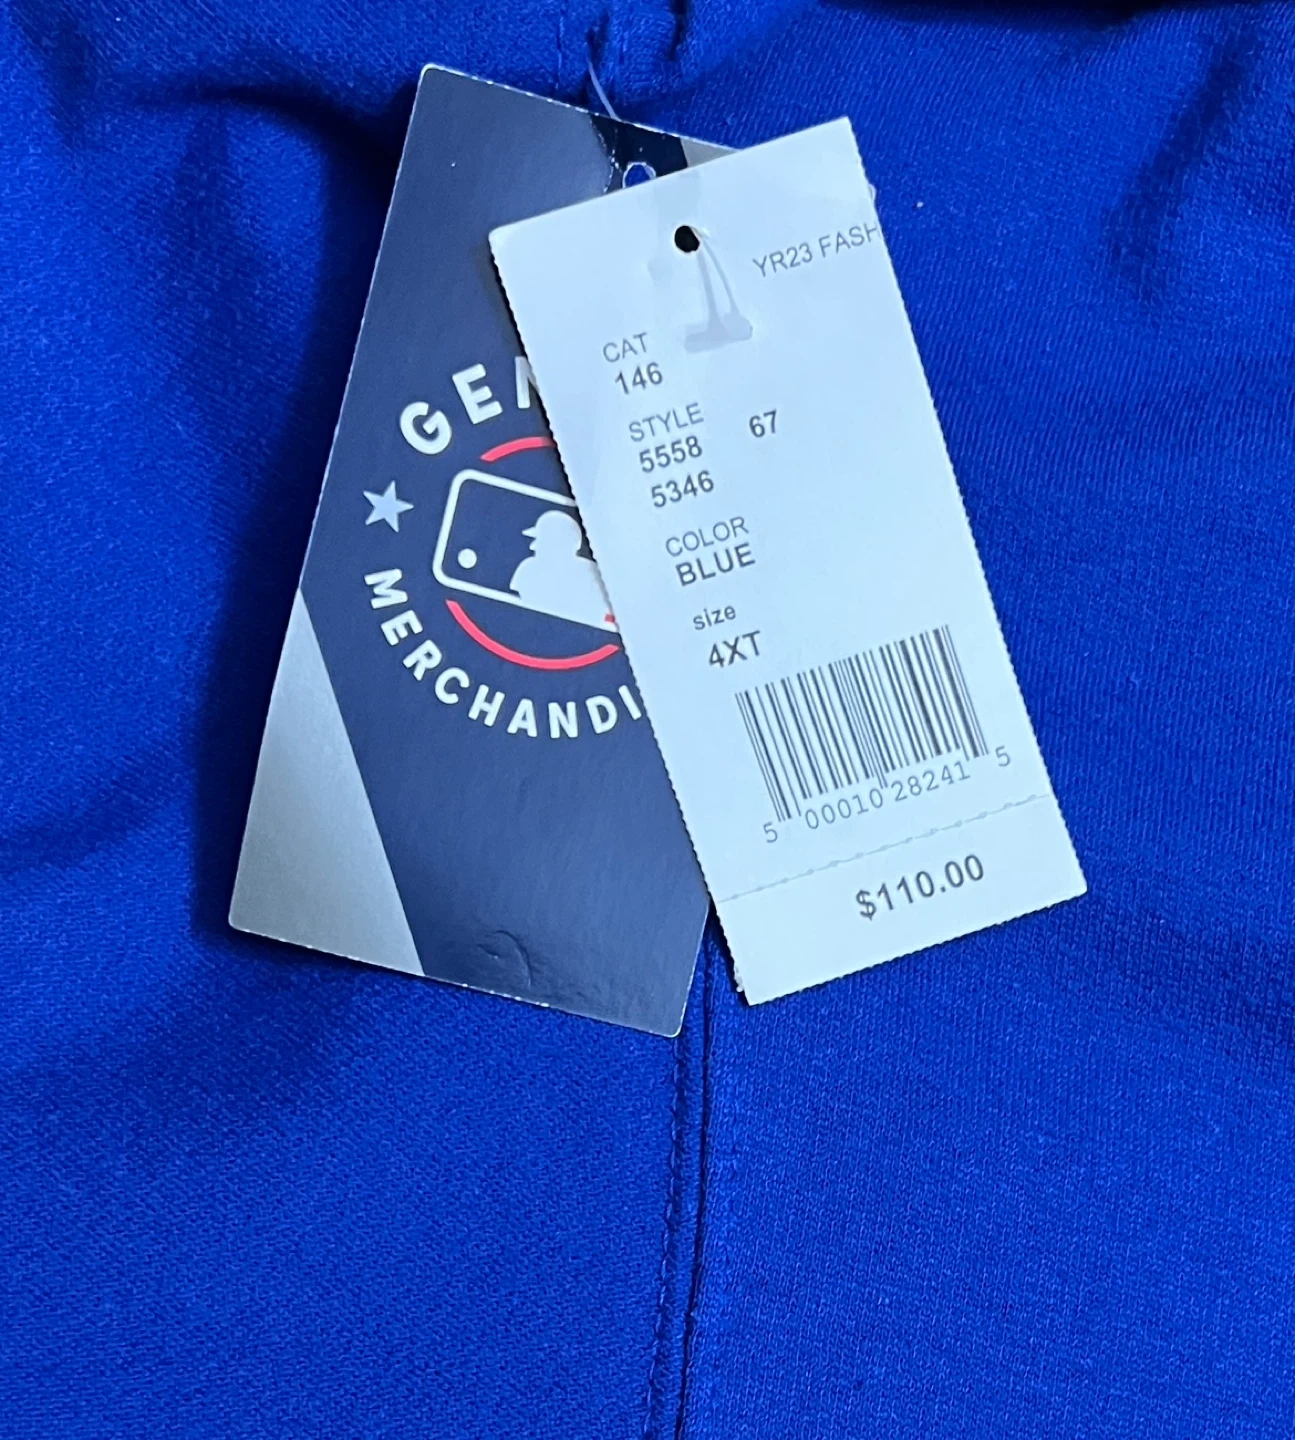 GEN
MERCHANDI
YR23 FASH
CAT
146
STYLE
5558 67
5346
COLOR
BLUE
size
4XT
5 00010 28241 5
$110.00